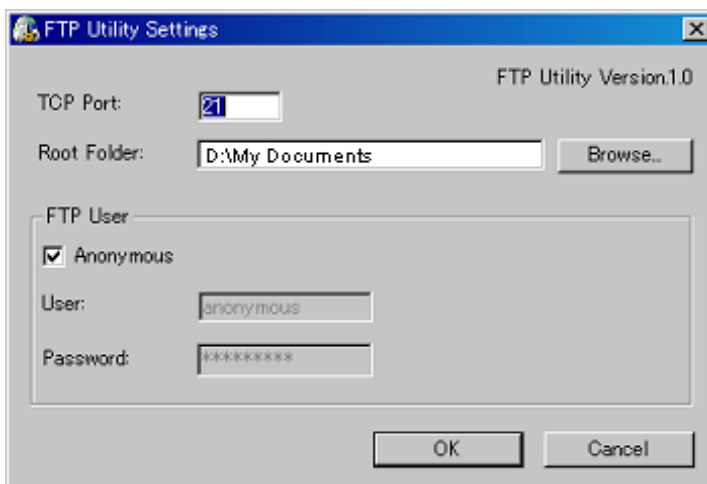 FTP Utility Settings
FTP Utility Version.1.0
TCP Port: 21
Root Folder: D:\My Documents Browse..
FTP User
Anonymous
User: anonymous
Password: *********
OK Cancel